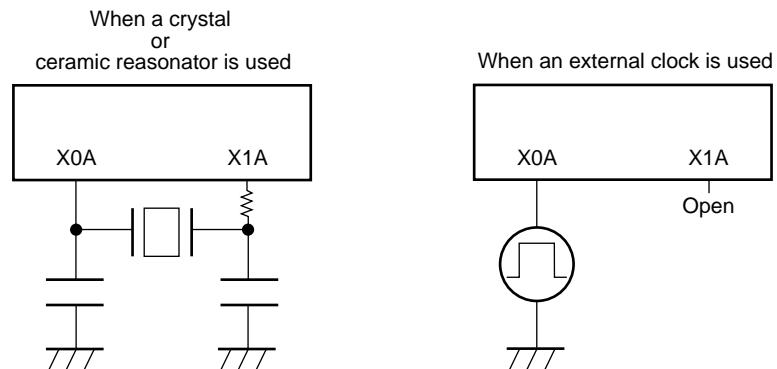 When a crystal
or
ceramic reasonator is used
X0A
X1A
When an external clock is used
X0A
X1A
Open